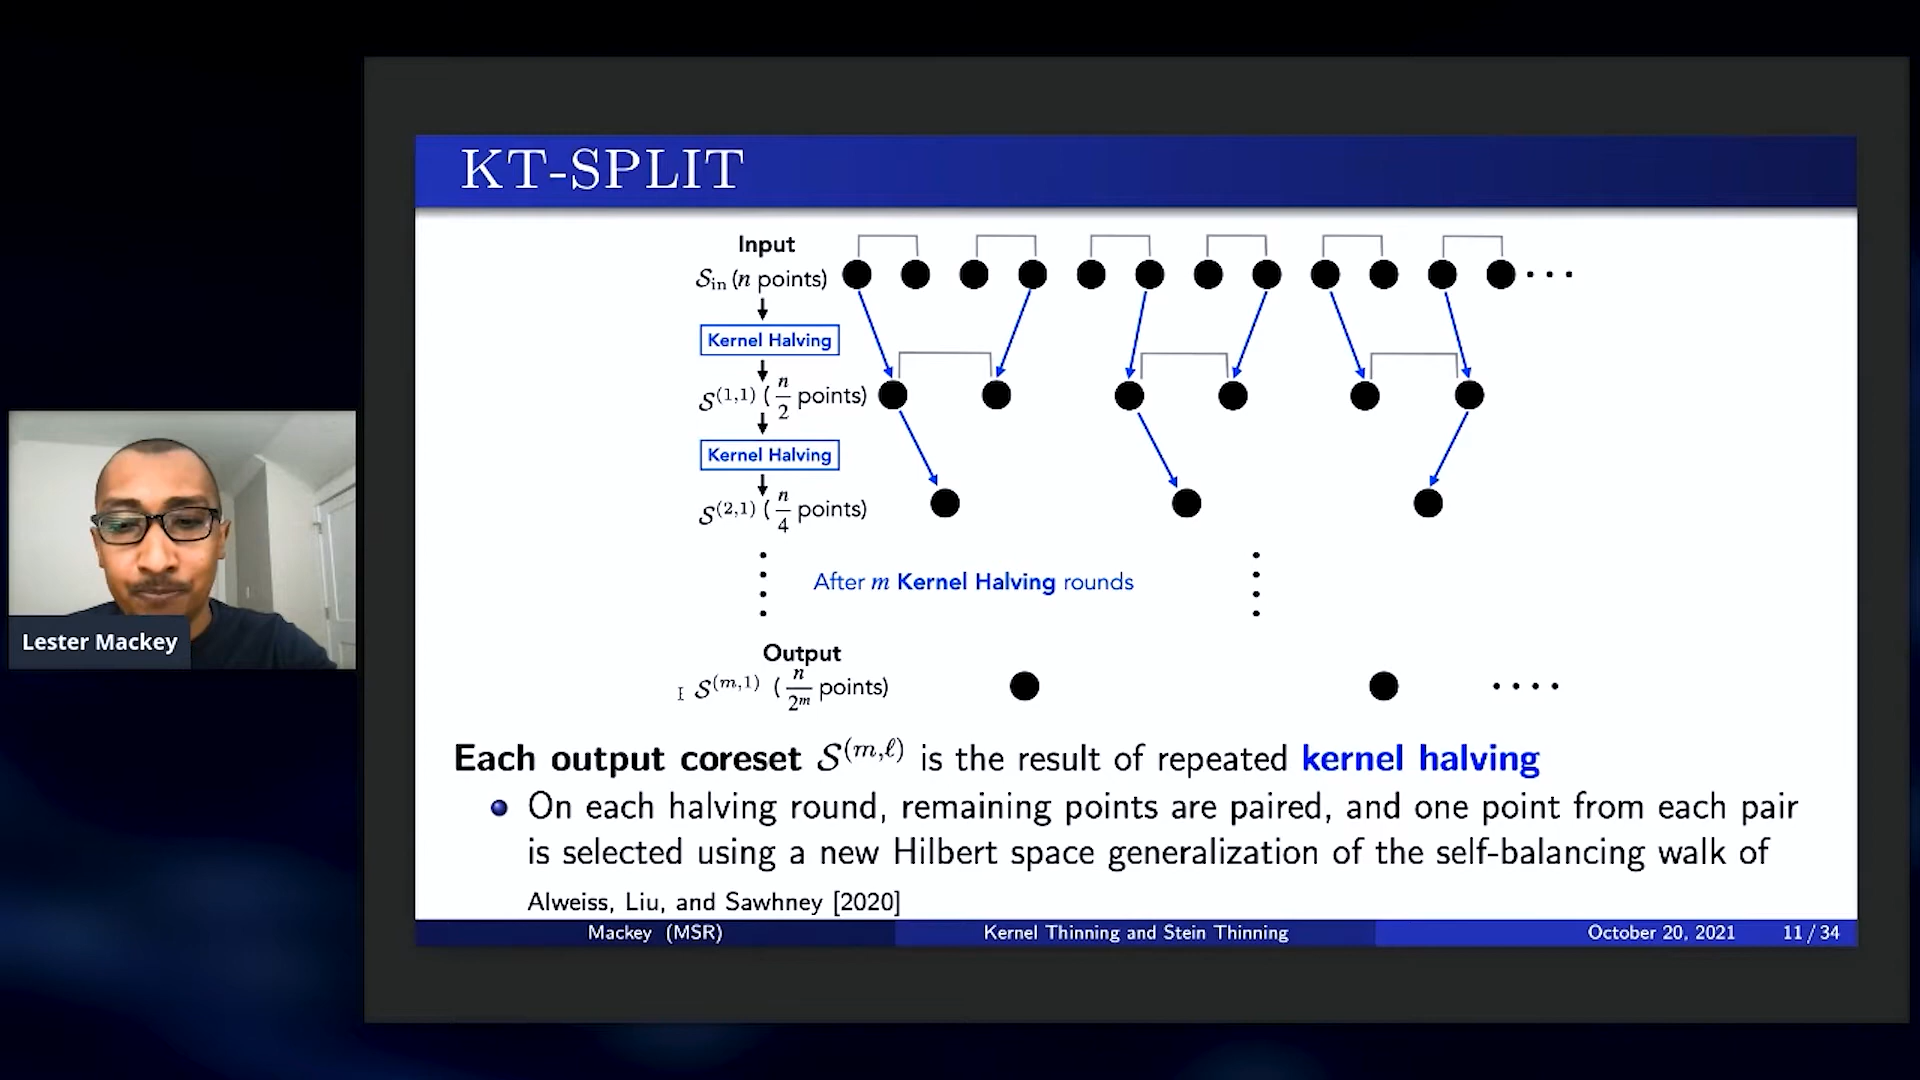 KT-SPLIT
Input
𝒮in (n points)
Kernel Halving
𝒮(1,1) (n/2 points)
Kernel Halving
𝒮(2,1) (n/4 points)
After m Kernel Halving rounds
Output
𝒮(m,1) (n/2^m points)
Each output coreset 𝒮(m,ℓ) is the result of repeated kernel halving
On each halving round, remaining points are paired, and one point from each pair
is selected using a new Hilbert space generalization of the self-balancing walk of
Alweiss, Liu, and Sawhney [2020]
Mackey (MSR) Kernel Thinning and Stein Thinning October 20, 2021 11 / 34
Lester Mackey